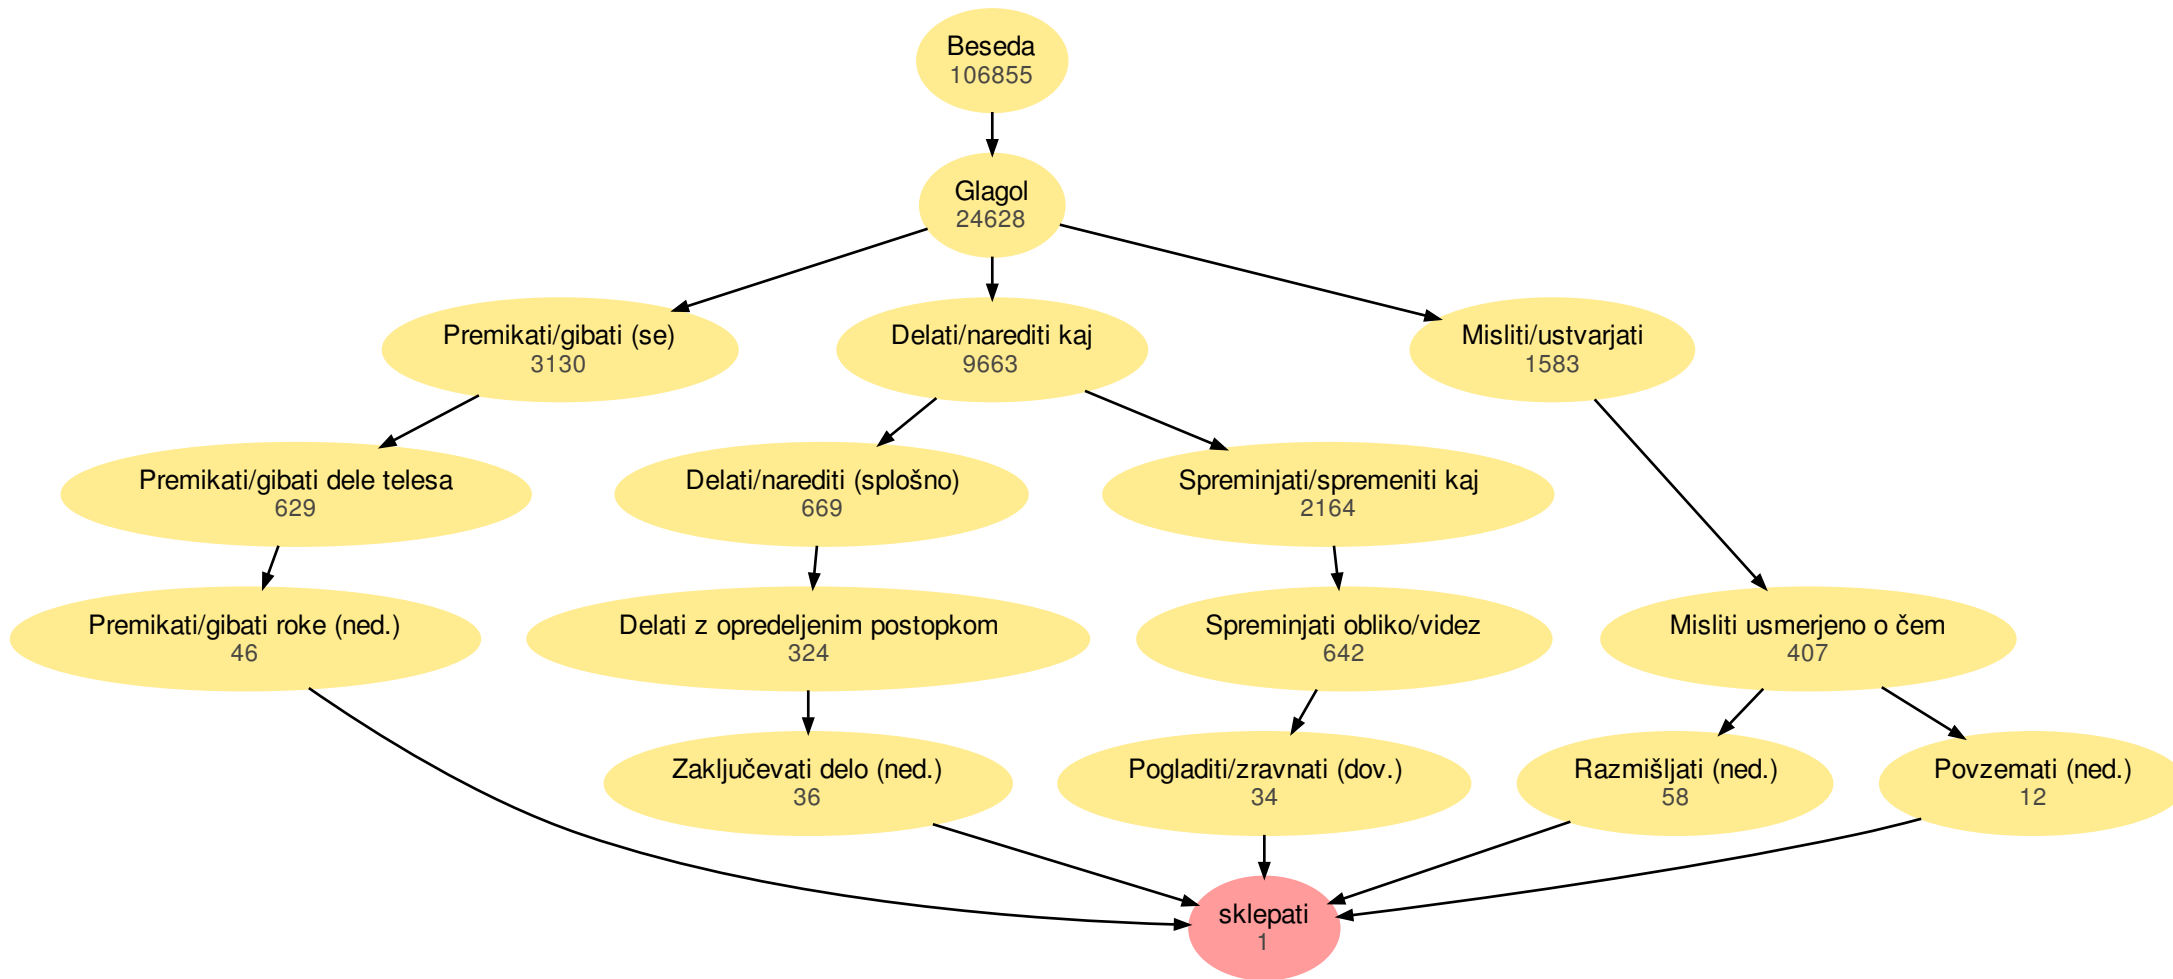 Beseda
106855
Glagol
24628
Premikati/gibati (se)
3130
Delati/narediti kaj
9663
Misliti/ustvarjati
1583
Premikati/gibati dele telesa
629
Delati/narediti (splošno)
669
Spreminjati/spremeniti kaj
2164
Premikati/gibati roke (ned.)
46
Delati z opredeljenim postopkom
324
Spreminjati obliko/videz
642
Misliti usmerjeno o čem
407
Zaključevati delo (ned.)
36
Pogladiti/zravnati (dov.)
34
Razmišljati (ned.)
58
Povzemati (ned.)
12
sklepati
1